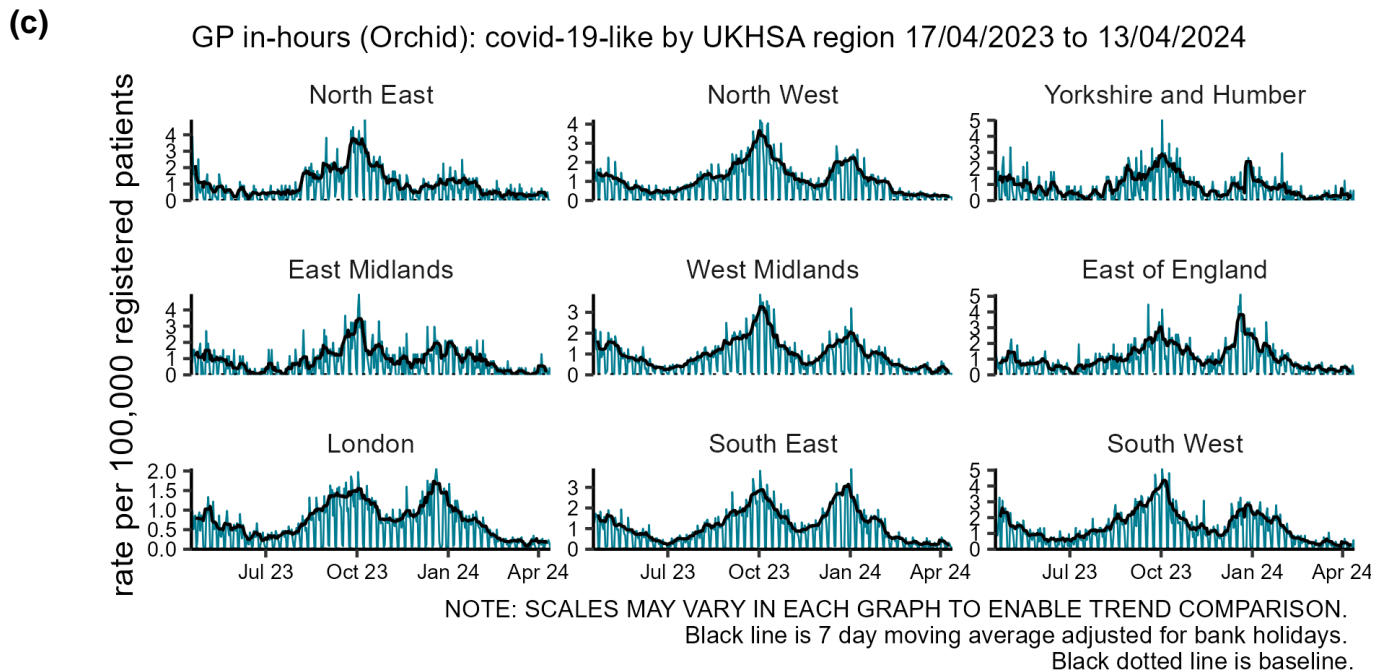 (c)
GP in-hours (Orchid): covid-19-like by UKHSA region 17/04/2023 to 13/04/2024
rate per 100,000 registered patients
North East
4
3
2
1
0
North West
4
3
2
1
0
Yorkshire and Humber
5
4
3
2
1
0
East Midlands
4
3
2
1
0
West Midlands
3
2
1
0
East of England
5
4
3
2
1
0
London
2.0
1.5
1.0
0.5
0.0
South East
3
2
1
0
South West
5
4
3
2
1
0
Jul 23 Oct 23 Jan 24 Apr 24
Jul 23 Oct 23 Jan 24 Apr 24
Jul 23 Oct 23 Jan 24 Apr 24
NOTE: SCALES MAY VARY IN EACH GRAPH TO ENABLE TREND COMPARISON.
Black line is 7 day moving average adjusted for bank holidays.
Black dotted line is baseline.